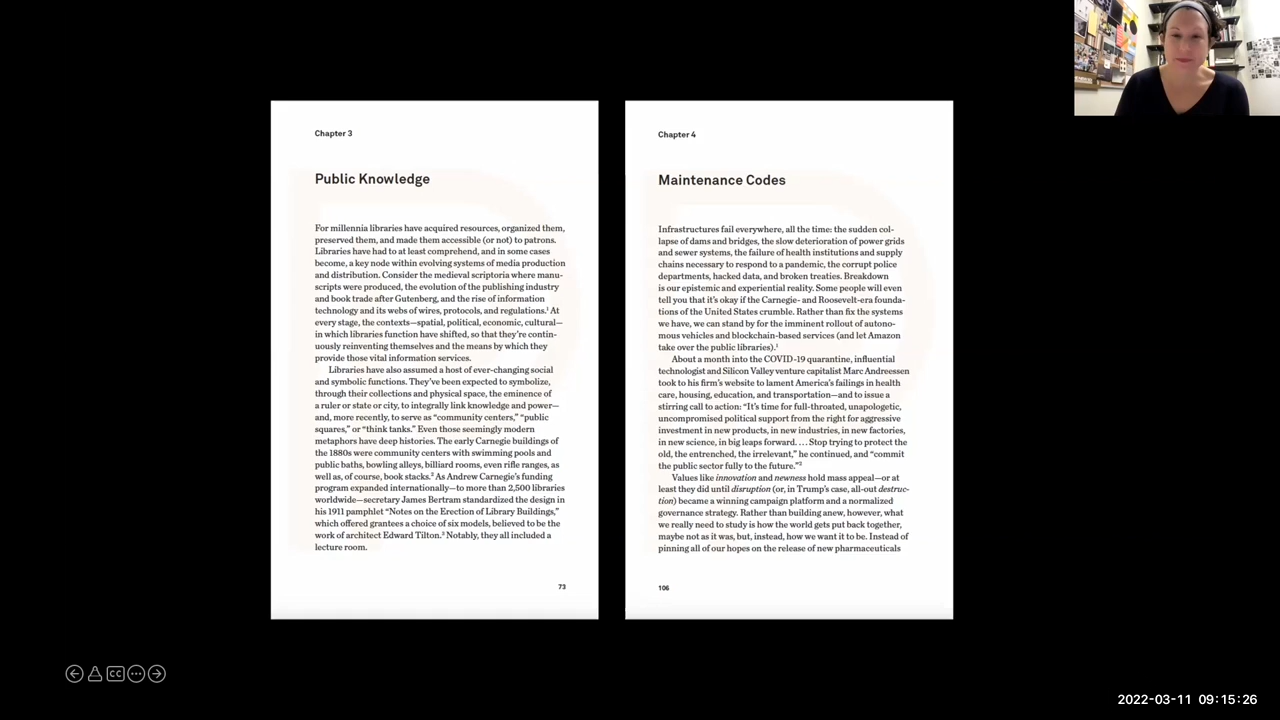 Chapter 3
Public Knowledge
For millennia libraries have acquired resources, organized them,
preserved them, and made them accessible (or not) to patrons.
Libraries have had to at least comprehend, and in some cases
become, a key node within evolving systems of media production
and distribution. Consider the medieval scriptoria where manu-
scripts were produced, the evolution of the publishing industry
and book trade after Gutenberg, and the rise of information
technology and its webs of wires, protocols, and regulations.¹ At
every stage, the contexts—spatial, political, economic, cultural—
in which libraries function have shifted, so that they're contin-
uously reinventing themselves and the means by which they
provide those vital information services.
Libraries have also assumed a host of ever-changing social
and symbolic functions. They've been expected to symbolize,
through their collections and physical space, the eminence of
a ruler or state or city, to integrally link knowledge and power—
and, more recently, to serve as “community centers,” “public
squares,” or “think tanks.” Even those seemingly modern
metaphors have deep histories. The early Carnegie buildings of
the 1880s were community centers with swimming pools and
public baths, bowling alleys, billiard rooms, even rifle ranges, as
well as, of course, book stacks.² As Andrew Carnegie's funding
program expanded internationally—to more than 2,500 libraries
worldwide—secretary James Bertram standardized the design in
his 1911 pamphlet “Notes on the Erection of Library Buildings,”
which offered grantees a choice of six models, believed to be the
work of architect Edward Tilton.³ Notably, they all included a
lecture room.
73
Chapter 4
Maintenance Codes
Infrastructures fail everywhere, all the time: the sudden col-
lapse of dams and bridges, the slow deterioration of power grids
and sewer systems, the failure of health institutions and supply
chains necessary to respond to a pandemic, the corrupt police
departments, hacked data, and broken treaties. Breakdown
is our epistemic and experiential reality. Some people will even
tell you that it's okay if the Carnegie- and Roosevelt-era founda-
tions of the United States crumble. Rather than fix the systems
we have, we can stand by for the imminent rollout of autono-
mous vehicles and blockchain-based services (and let Amazon
take over the public libraries).¹
About a month into the COVID-19 quarantine, influential
technologist and Silicon Valley venture capitalist Marc Andreessen
took to his firm's website to lament America's failings in health
care, housing, education, and transportation—and to issue a
stirring call to action: “It's time for full-throated, unapologetic,
uncompromised political support from the right for aggressive
investment in new products, in new industries, in new factories,
in new science, in big leaps forward. … Stop trying to protect the
old, the entrenched, the irrelevant,” he continued, and “commit
the public sector fully to the future.”²
Values like innovation and newness hold mass appeal—or at
least they did until disruption (or, in Trump's case, all-out destruc-
tion) became a winning campaign platform and a normalized
governance strategy. Rather than building anew, however, what
we really need to study is how the world gets put back together,
maybe not as it was, but, instead, how we want it to be. Instead of
pinning all of our hopes on the release of new pharmaceuticals
106
CC
2022-03-11 09:15:26